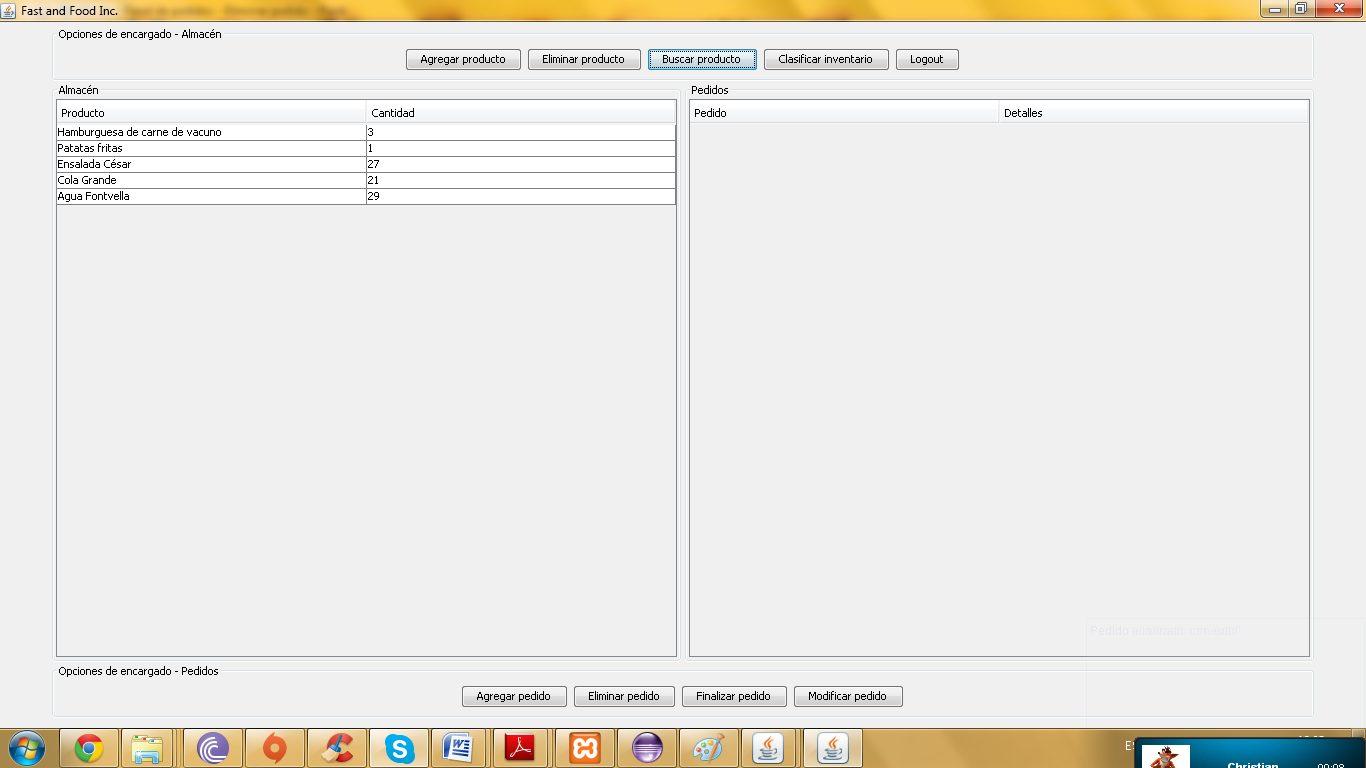 Fast and Food Inc.
Opciones de encargado - Almacén
Agregar producto Eliminar producto Buscar producto Clasificar inventario Logout
Almacén Pedidos
Producto Cantidad Pedido Detalles
Hamburguesa de carne de vacuno 3
Patatas fritas 1
Ensalada César 27
Cola Grande 21
Agua Fontvella 29
Opciones de encargado - Pedidos
Agregar pedido Eliminar pedido Finalizar pedido Modificar pedido
Christian 00:08